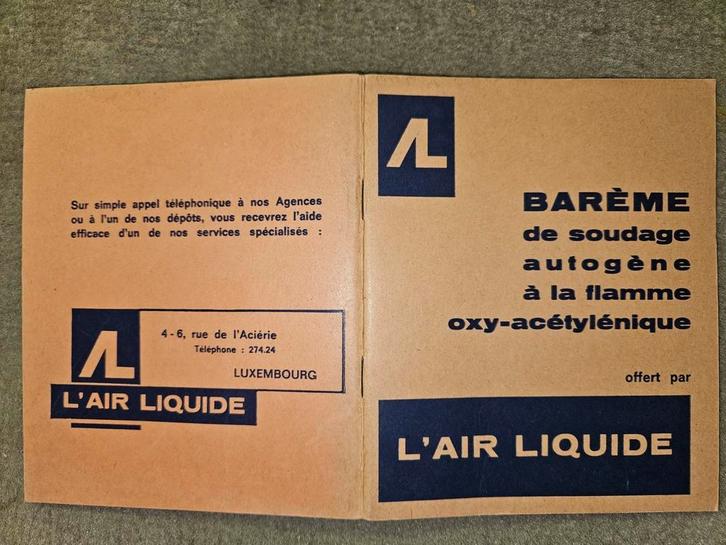 Sur simple appel téléphonique à nos Agences
ou à l'un de nos dépôts, vous recevrez l'aide
efficace d'un de nos services spécialisés :
AL
4-6, rue de l'Aciérie
Téléphone : 274.24
LUXEMBOURG
L'AIR LIQUIDE
AL
BARÈME
de soudage
autogène
à la flamme
oxy-acétylénique
offert par
L'AIR LIQUIDE